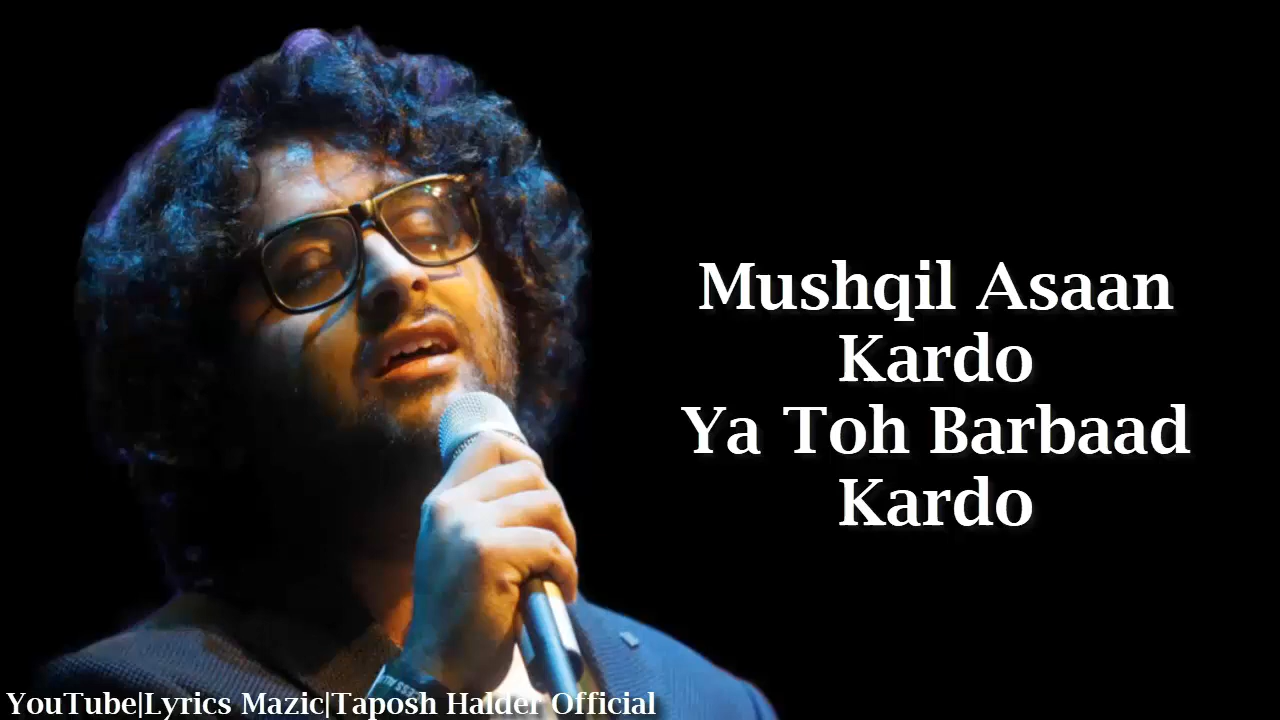 Mushqil Asaan
Kardo
Ya Toh Barbaad
Kardo
YouTube|Lyrics Mazic|Taposh Halder Official